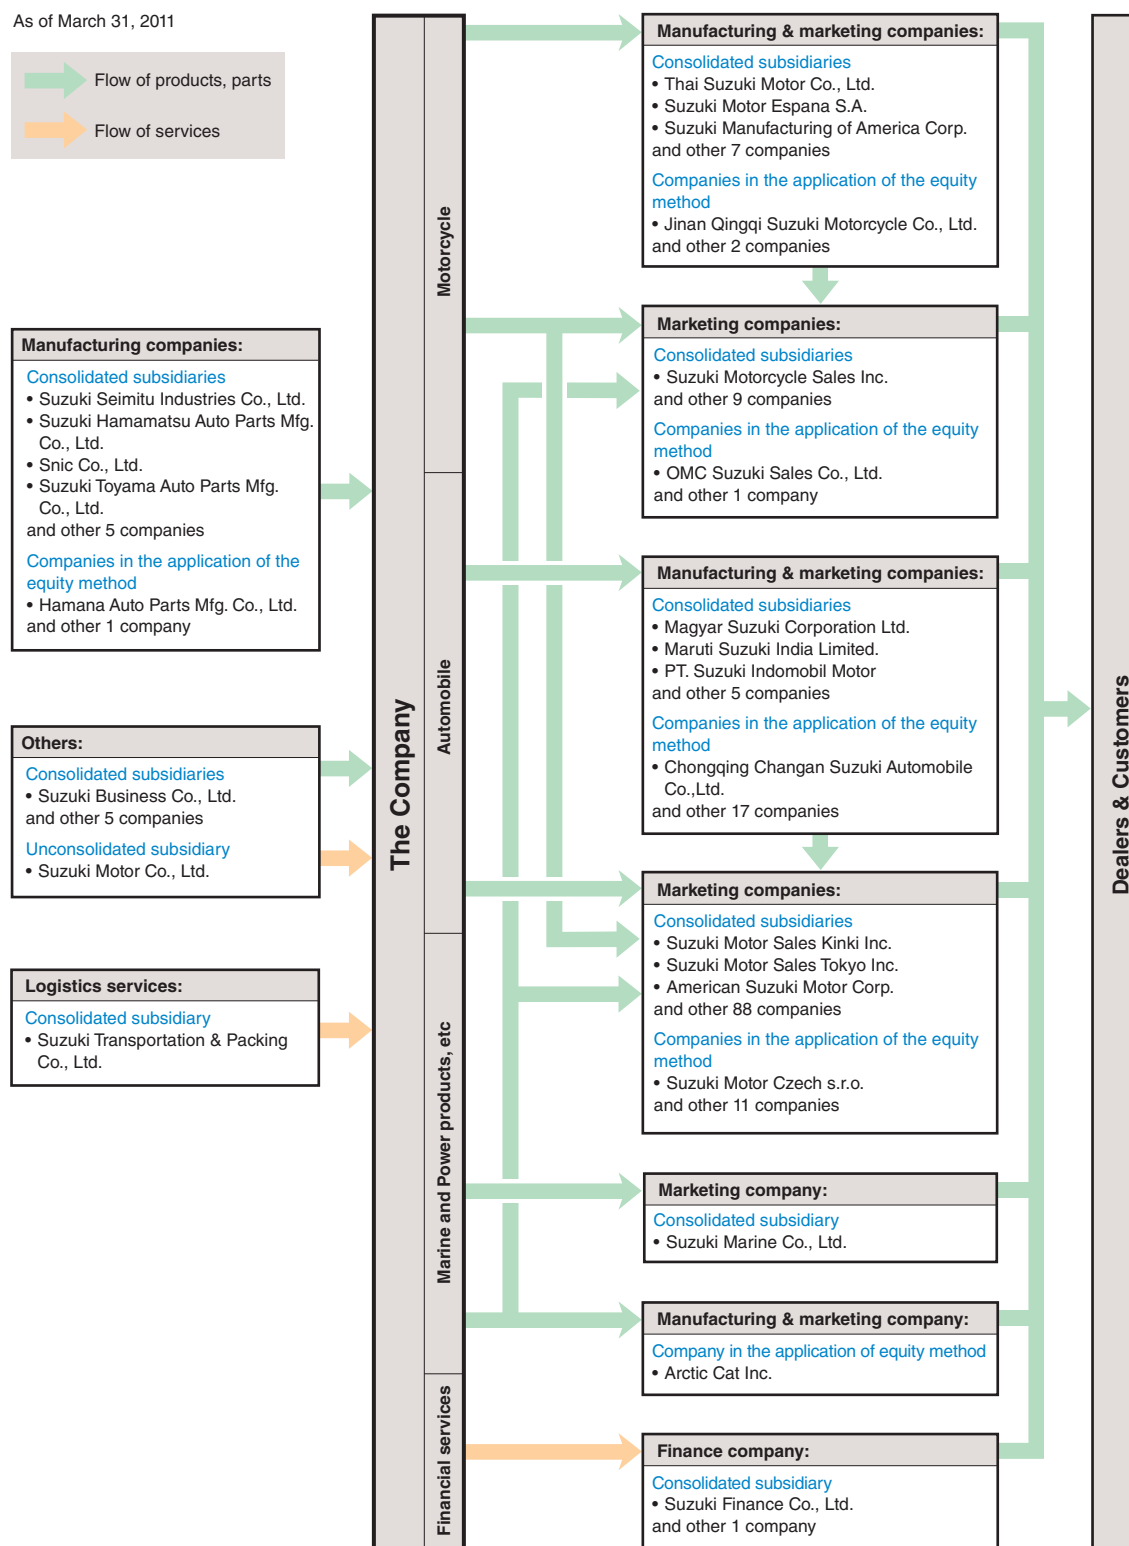 As of March 31, 2011
Flow of products, parts
Flow of services
Manufacturing companies:
Consolidated subsidiaries
• Suzuki Seimitu Industries Co., Ltd.
• Suzuki Hamamatsu Auto Parts Mfg.
Co., Ltd.
• Snic Co., Ltd.
• Suzuki Toyama Auto Parts Mfg.
Co., Ltd.
and other 5 companies
Companies in the application of the
equity method
• Hamana Auto Parts Mfg. Co., Ltd.
and other 1 company
Others:
Consolidated subsidiaries
• Suzuki Business Co., Ltd.
and other 5 companies
Unconsolidated subsidiary
• Suzuki Motor Co., Ltd.
Logistics services:
Consolidated subsidiary
• Suzuki Transportation & Packing
Co., Ltd.
The Company
Motorcycle
Automobile
Marine and Power products, etc
Financial services
Manufacturing & marketing companies:
Consolidated subsidiaries
• Thai Suzuki Motor Co., Ltd.
• Suzuki Motor Espana S.A.
• Suzuki Manufacturing of America Corp.
and other 7 companies
Companies in the application of the equity
method
• Jinan Qingqi Suzuki Motorcycle Co., Ltd.
and other 2 companies
Marketing companies:
Consolidated subsidiaries
• Suzuki Motorcycle Sales Inc.
and other 9 companies
Companies in the application of the equity
method
• OMC Suzuki Sales Co., Ltd.
and other 1 company
Manufacturing & marketing companies:
Consolidated subsidiaries
• Magyar Suzuki Corporation Ltd.
• Maruti Suzuki India Limited.
• PT. Suzuki Indomobil Motor
and other 5 companies
Companies in the application of the equity
method
• Chongqing Changan Suzuki Automobile
Co.,Ltd.
and other 17 companies
Marketing companies:
Consolidated subsidiaries
• Suzuki Motor Sales Kinki Inc.
• Suzuki Motor Sales Tokyo Inc.
• American Suzuki Motor Corp.
and other 88 companies
Companies in the application of the equity
method
• Suzuki Motor Czech s.r.o.
and other 11 companies
Marketing company:
Consolidated subsidiary
• Suzuki Marine Co., Ltd.
Manufacturing & marketing company:
Company in the application of equity method
• Arctic Cat Inc.
Finance company:
Consolidated subsidiary
• Suzuki Finance Co., Ltd.
and other 1 company
Dealers & Customers